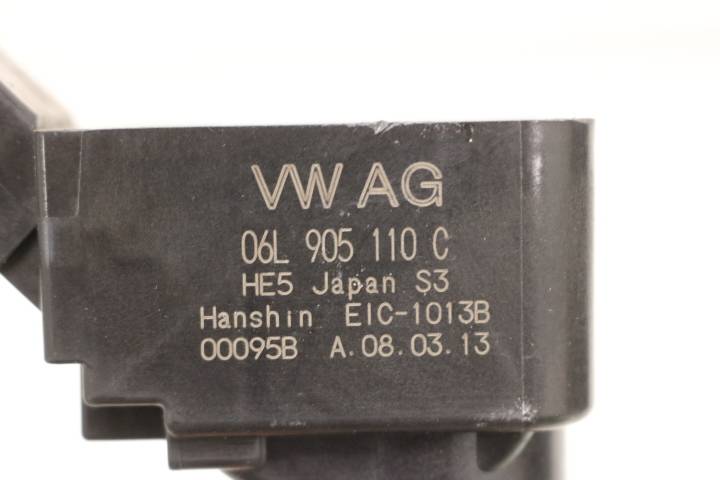 VW AG
06L 905 110 C
HE5 Japan S3
Hanshin EIC-1013B
00095B A.08.03.13